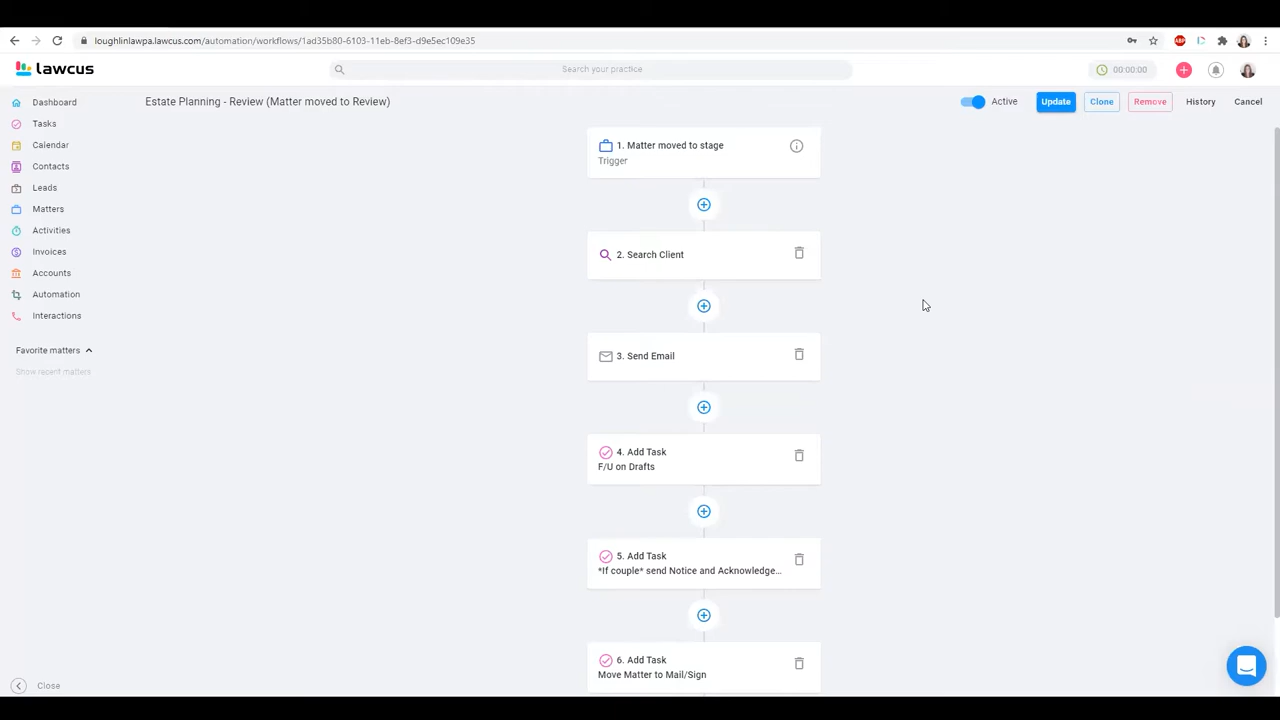 loughlinlawpa.lawcus.com/automation/workflows/1ad35b80-6103-11eb-8ef3-d9e5ec109e35
ABP
lawcus
Search your practice
00:00:00
Estate Planning - Review (Matter moved to Review)
Active
Update
Clone
Remove
History
Cancel
Dashboard
Tasks
Calendar
Contacts
Leads
Matters
Activities
Invoices
Accounts
Automation
Interactions
Favorite matters
Show recent matters
Close
1. Matter moved to stage
Trigger
2. Search Client
3. Send Email
4. Add Task
F/U on Drafts
5. Add Task
*If couple* send Notice and Acknowledge...
6. Add Task
Move Matter to Mail/Sign